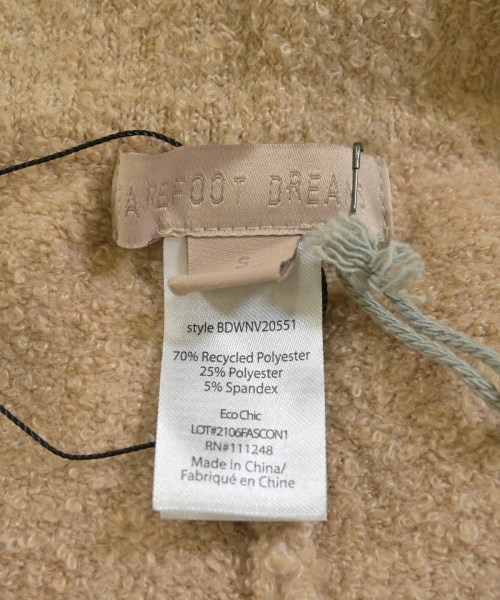 AREFOOT DREA
S
style BDWNV20551
70% Recycled Polyester
25% Polyester
5% Spandex
Eco Chic
LOT#2106FASCON1
RN#111248
Made in China/
Fabriqué en Chine